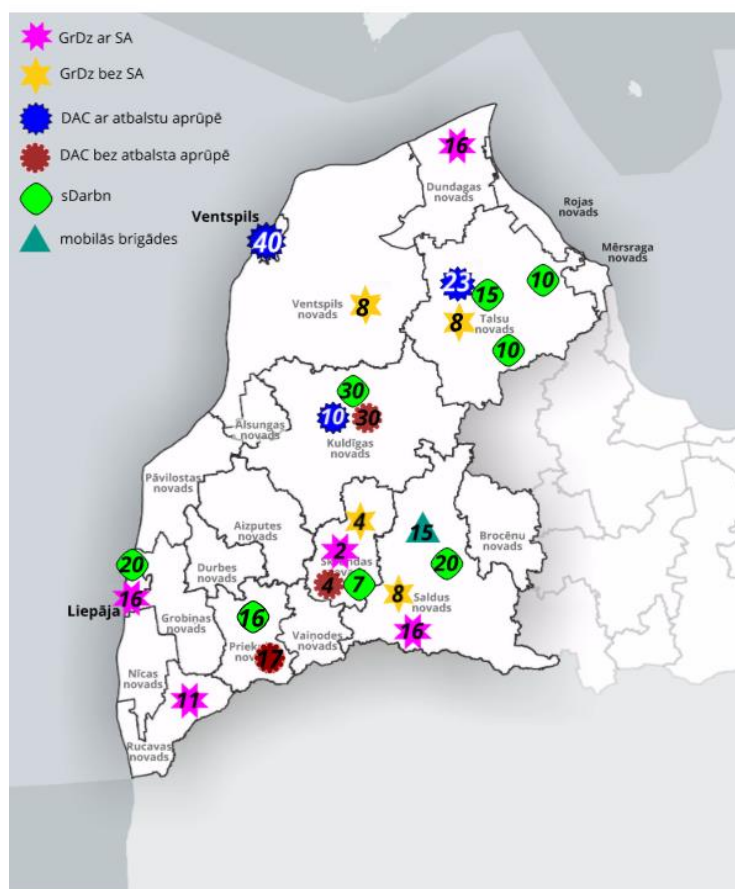 GrDz ar SA
GrDz bez SA
DAC ar atbalstu aprūpē
DAC bez atbalsta aprūpē
sDarbn
mobilās brigādes
16
Dundagas
novads
Rojas
novads
Mērsraga
novads
Ventspils
40
23
15
10
8
Talsu
novads
10
Ventspils
novads
8
30
10
30
Kuldīgas
novads
Alsungas
novads
Pāvilostas
novads
Aizputes
novads
4
2
15
Brocēnu
novads
20
Durbes
novads
4
7
20
8
Saldus
novads
16
Liepāja
16
Grobiņas
novads
16
17
Vaiņodes
novads
Nīcas
novads
11
Rucavas
novads